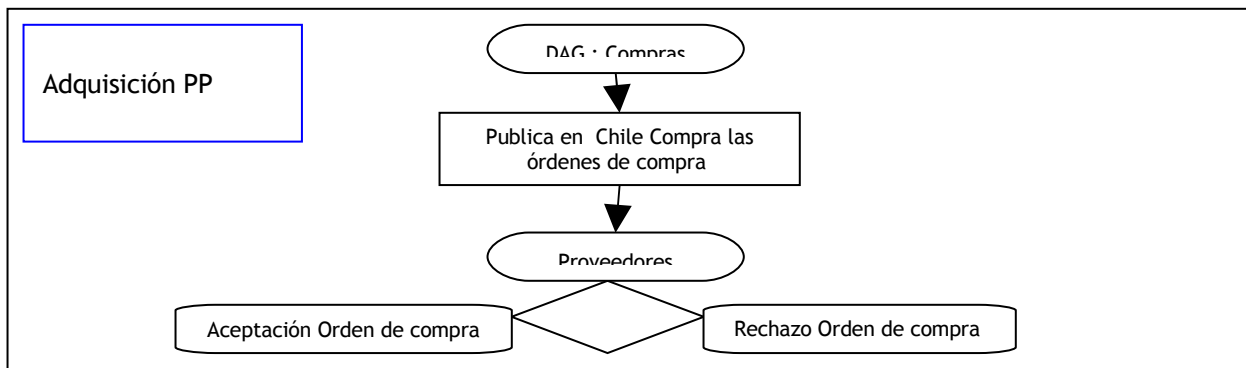 DAG : Compras
Adquisición PP
Publica en Chile Compra las
órdenes de compra
Proveedores
Aceptación Orden de compra
Rechazo Orden de compra